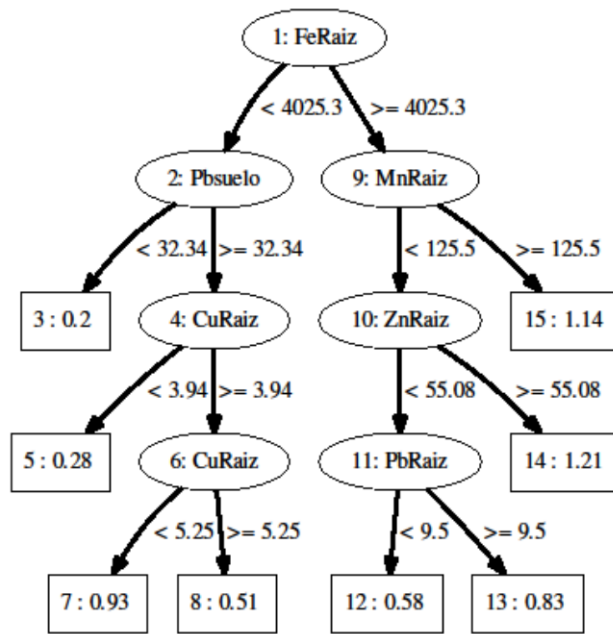 1: FeRaiz
< 4025.3 >= 4025.3
2: Pbsuelo 9: MnRaiz
< 32.34 >= 32.34 < 125.5 >= 125.5
3 : 0.2 4: CuRaiz 10: ZnRaiz 15 : 1.14
< 3.94 >= 3.94 < 55.08 >= 55.08
5 : 0.28 6: CuRaiz 11: PbRaiz 14 : 1.21
< 5.25 >= 5.25 < 9.5 >= 9.5
7 : 0.93 8 : 0.51 12 : 0.58 13 : 0.83